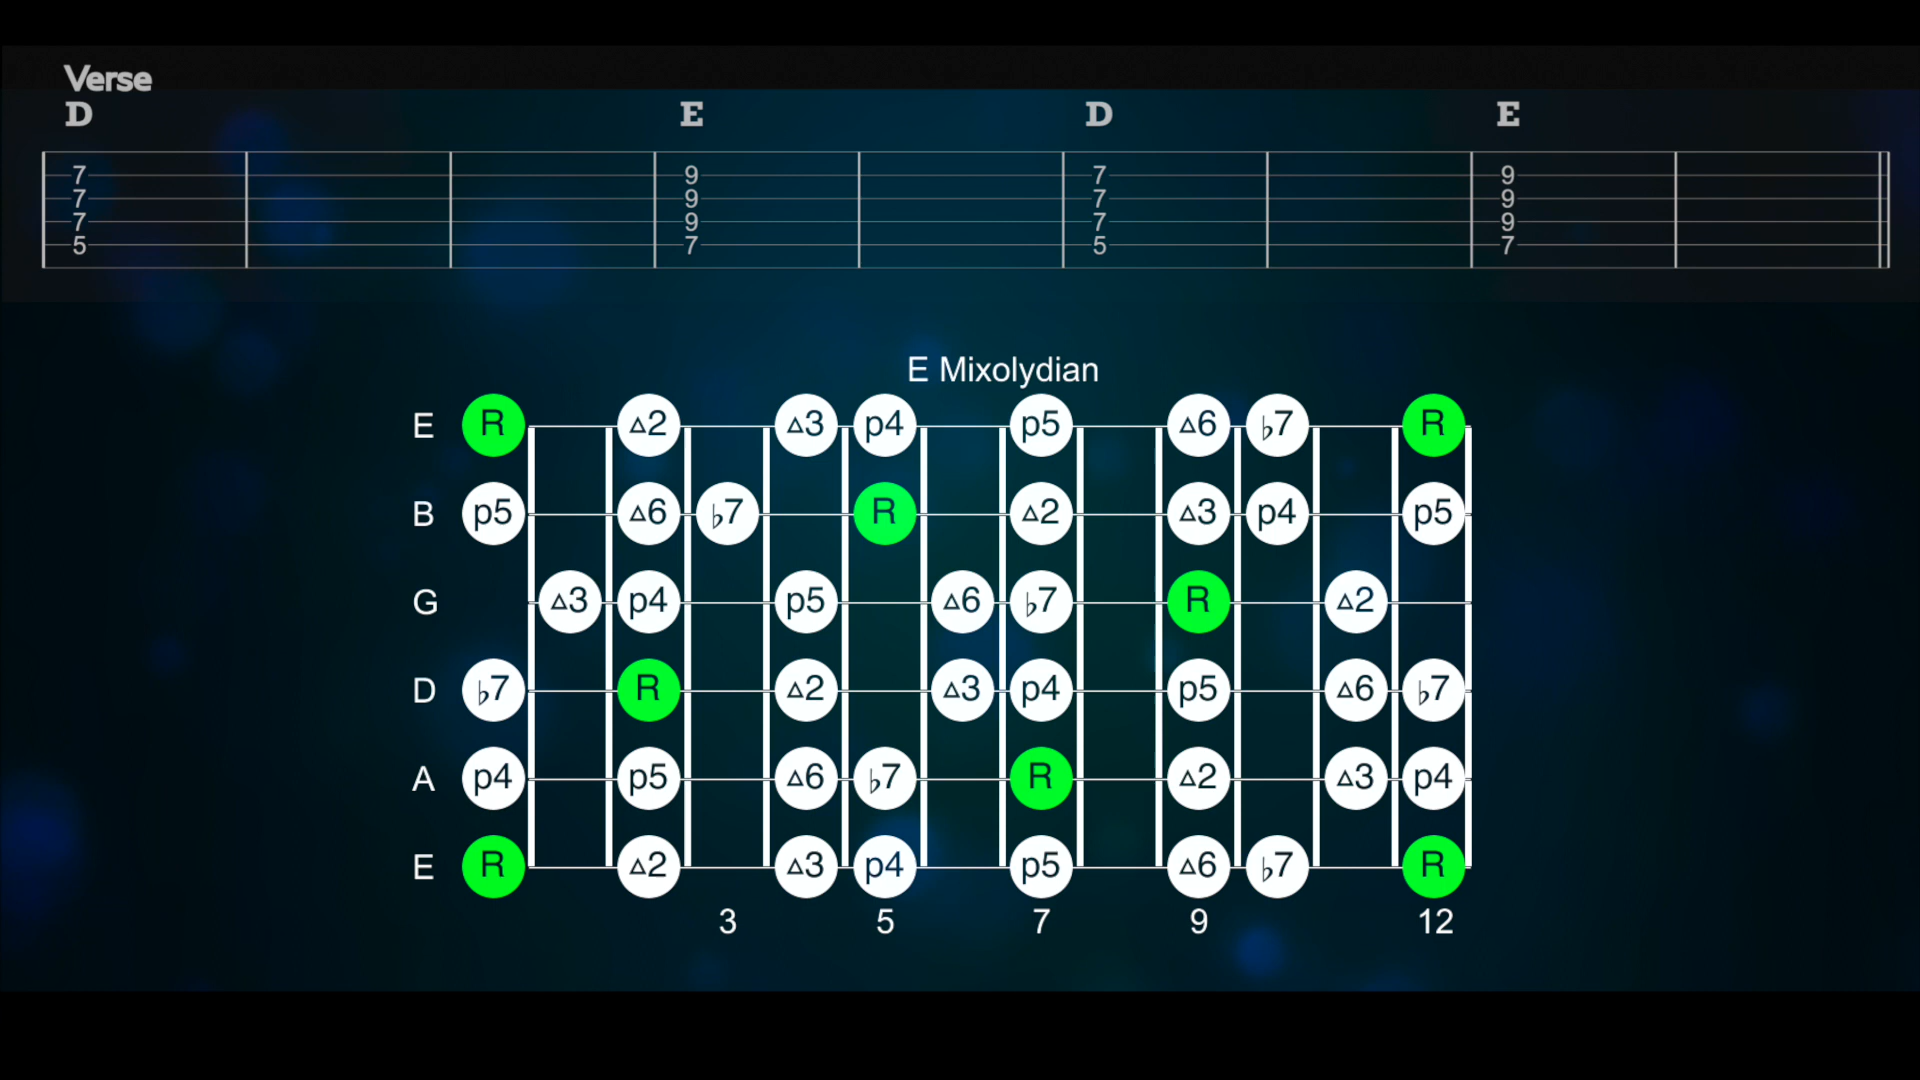 Verse
D E D E
7 9 7 9
7 9 7 9
7 9 7 9
5 7 5 7
E Mixolydian
E R △2 △3 p4 p5 △6 ♭7 R
B p5 △6 ♭7 R △2 △3 p4 p5
G △3 p4 p5 △6 ♭7 R △2
D ♭7 R △2 △3 p4 p5 △6 ♭7
A p4 p5 △6 ♭7 R △2 △3 p4
E R △2 △3 p4 p5 △6 ♭7 R
3 5 7 9 12